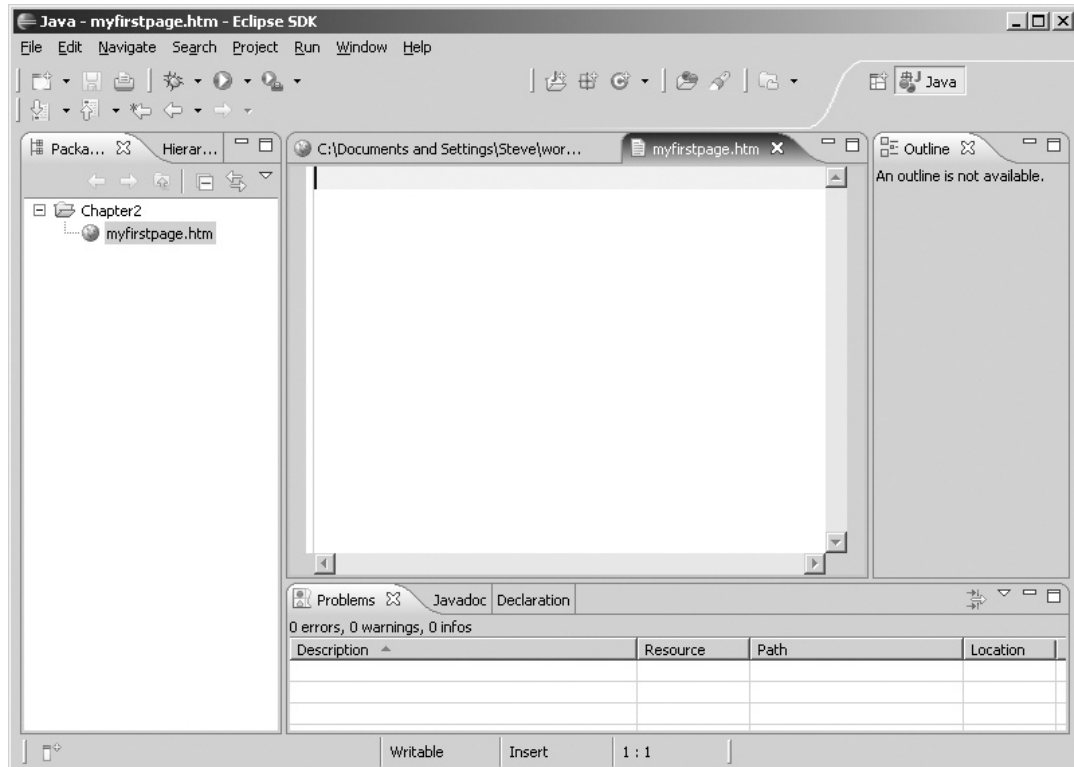 Java - myfirstpage.htm - Eclipse SDK
File Edit Navigate Search Project Run Window Help
Java
Packa... Hierar...
C:\Documents and Settings\Steve\wor... myfirstpage.htm
Outline
An outline is not available.
Chapter2
myfirstpage.htm
Problems Javadoc Declaration
0 errors, 0 warnings, 0 infos
Description Resource Path Location
Writable Insert 1 : 1